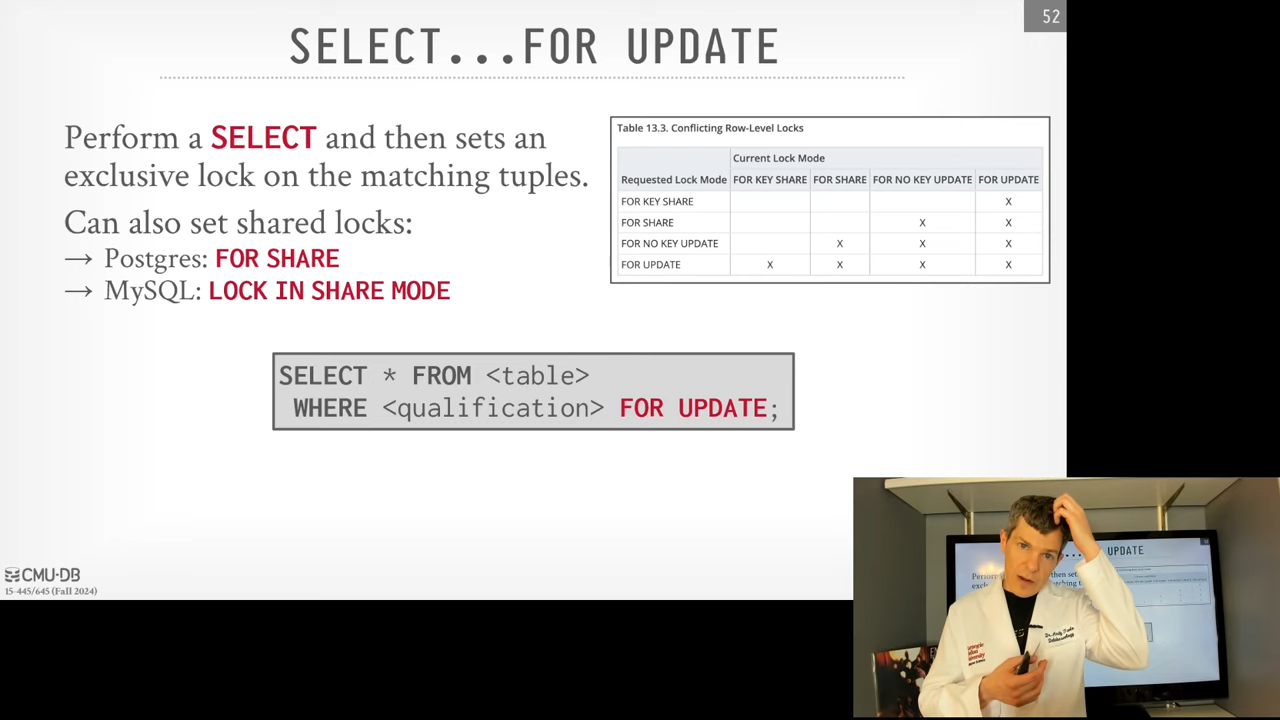 52
SELECT...FOR UPDATE
Perform a SELECT and then sets an
exclusive lock on the matching tuples.
Can also set shared locks:
→ Postgres: FOR SHARE
→ MySQL: LOCK IN SHARE MODE
Table 13.3. Conflicting Row-Level Locks
Current Lock Mode
Requested Lock Mode FOR KEY SHARE FOR SHARE FOR NO KEY UPDATE FOR UPDATE
FOR KEY SHARE X
FOR SHARE X X
FOR NO KEY UPDATE X X X
FOR UPDATE X X X X
SELECT * FROM <table>
WHERE <qualification> FOR UPDATE;
CMU·DB
15-445/645 (Fall 2024)
UPDATE